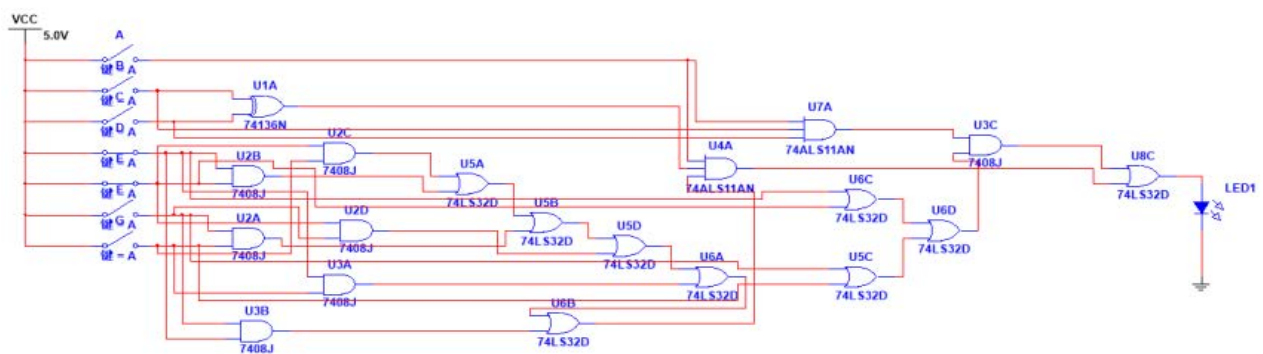 VCC
5.0V
A
键 = A
B
键 = A
C
键 = A
D
键 = A
E
键 = A
E
键 = A
G
键 = A
U1A
74136N
U2C
7408J
U2B
7408J
U5A
74LS32D
U2A
7408J
U2D
7408J
U5B
74LS32D
U5D
74LS32D
U3A
7408J
U6A
74LS32D
U3B
7408J
U6B
74LS32D
U7A
74ALS11AN
U4A
74ALS11AN
U3C
7408J
U6C
74LS32D
U6D
74LS32D
U5C
74LS32D
U8C
74LS32D
LED1